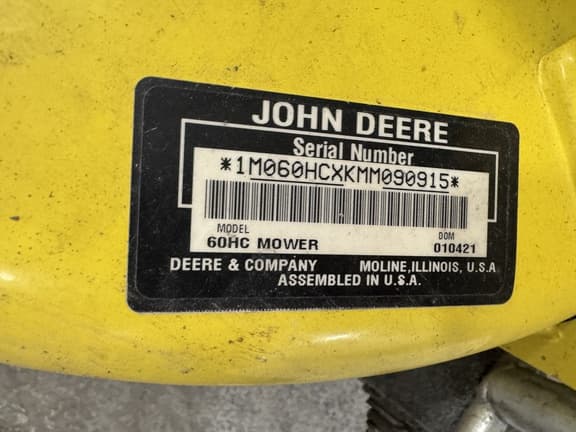 JOHN DEERE
Serial Number
*1M060HCXKMM090915*
MODEL
60HC MOWER
DOM
010421
DEERE & COMPANY MOLINE, ILLINOIS, U.S.A
ASSEMBLED IN U.S.A.